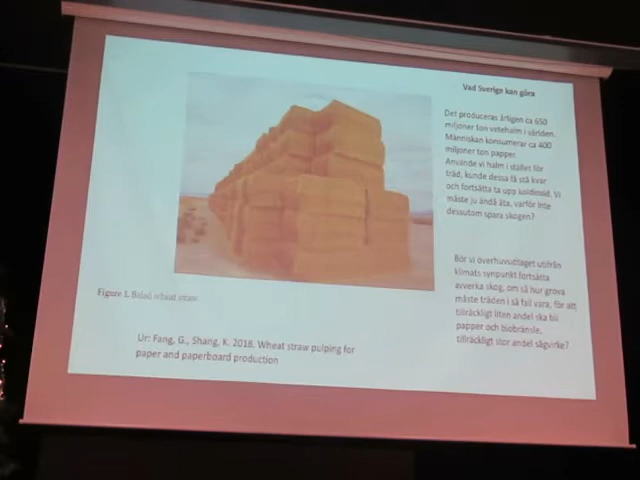 Vad Sverige kan göra
Det produceras årligen ca 650
miljoner ton vetehalm i världen.
Människan konsumerar ca 400
miljoner ton papper.
Använde vi halm i stället för
träd, kunde dessa få stå kvar
och fortsätta ta upp koldioxid. Vi
måste ju ändå äta, varför inte
dessutom spara skogen?
Bör vi överhuvudtaget utifrån
klimats synpunkt fortsätta
avverka skog, om så hur grova
måste träden i så fall vara, för att
tillräckligt liten andel ska bli
papper och biobränsle,
tillräckligt stor andel sågvirke?
Figure 1. Baled wheat straw
Ur: Fang, G., Shang, K. 2018. Wheat straw pulping for
paper and paperboard production